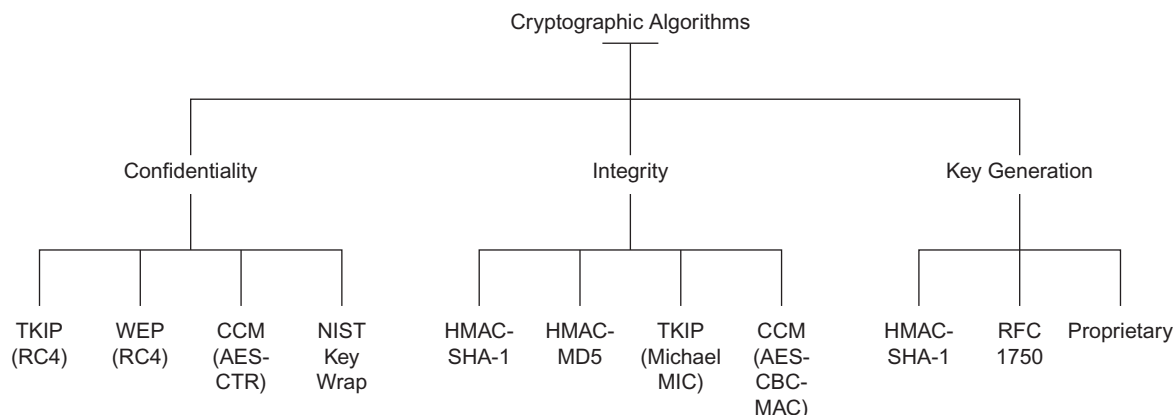 Cryptographic Algorithms
Confidentiality
Integrity
Key Generation
TKIP
(RC4)
WEP
(RC4)
CCM
(AES-
CTR)
NIST
Key
Wrap
HMAC-
SHA-1
HMAC-
MD5
TKIP
(Michael
MIC)
CCM
(AES-
CBC-
MAC)
HMAC-
SHA-1
RFC
1750
Proprietary